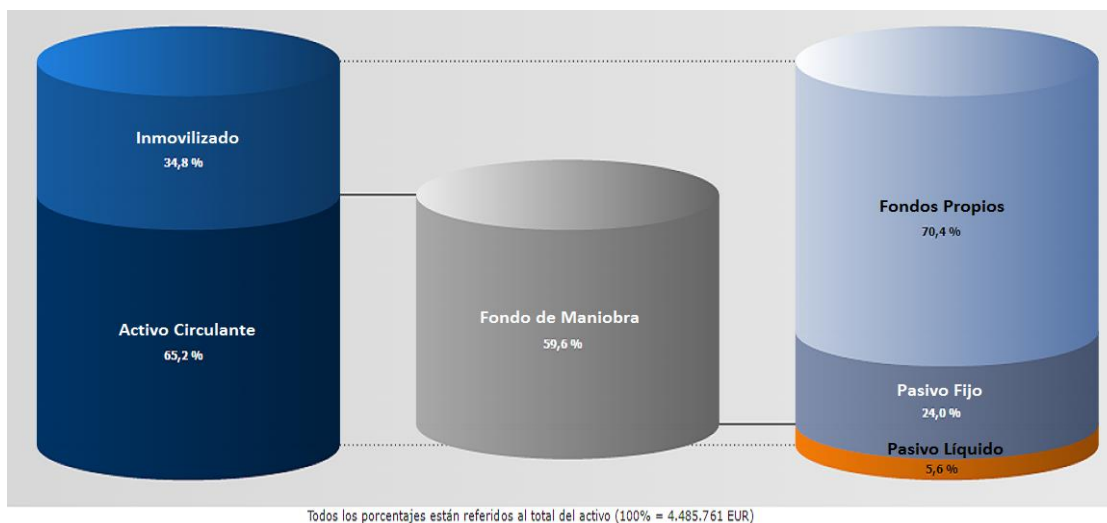 Inmovilizado
34,8 %
Activo Circulante
65,2 %
Fondo de Maniobra
59,6 %
Fondos Propios
70,4 %
Pasivo Fijo
24,0 %
Pasivo Líquido
5,6 %
Todos los porcentajes están referidos al total del activo (100% = 4.485.761 EUR)